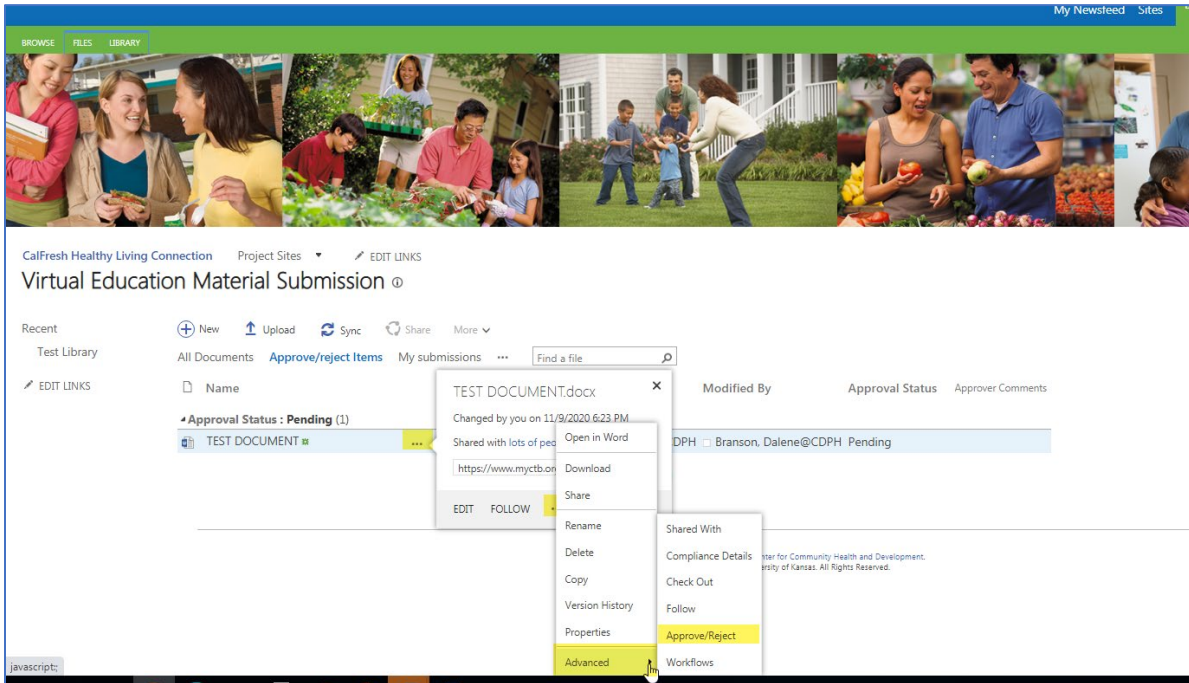 My Newsfeed Sites
BROWSE FILES LIBRARY
CalFresh Healthy Living Connection Project Sites EDIT LINKS
Virtual Education Material Submission
Recent
Test Library
EDIT LINKS
New Upload Sync Share More
All Documents Approve/reject Items My submissions ... Find a file
Name Modified By Approval Status Approver Comments
Approval Status : Pending (1)
TEST DOCUMENT ... DPH Branson, Dalene@CDPH Pending
TEST DOCUMENT.docx
Changed by you on 11/9/2020 6:23 PM
Shared with lots of peo
https://www.myctb.or
EDIT FOLLOW
Open in Word
Download
Share
Rename
Delete
Copy
Version History
Properties
Advanced
Shared With
Compliance Details
Check Out
Follow
Approve/Reject
Workflows
for Community Health and Development.
of Kansas. All Rights Reserved.
javascript:;